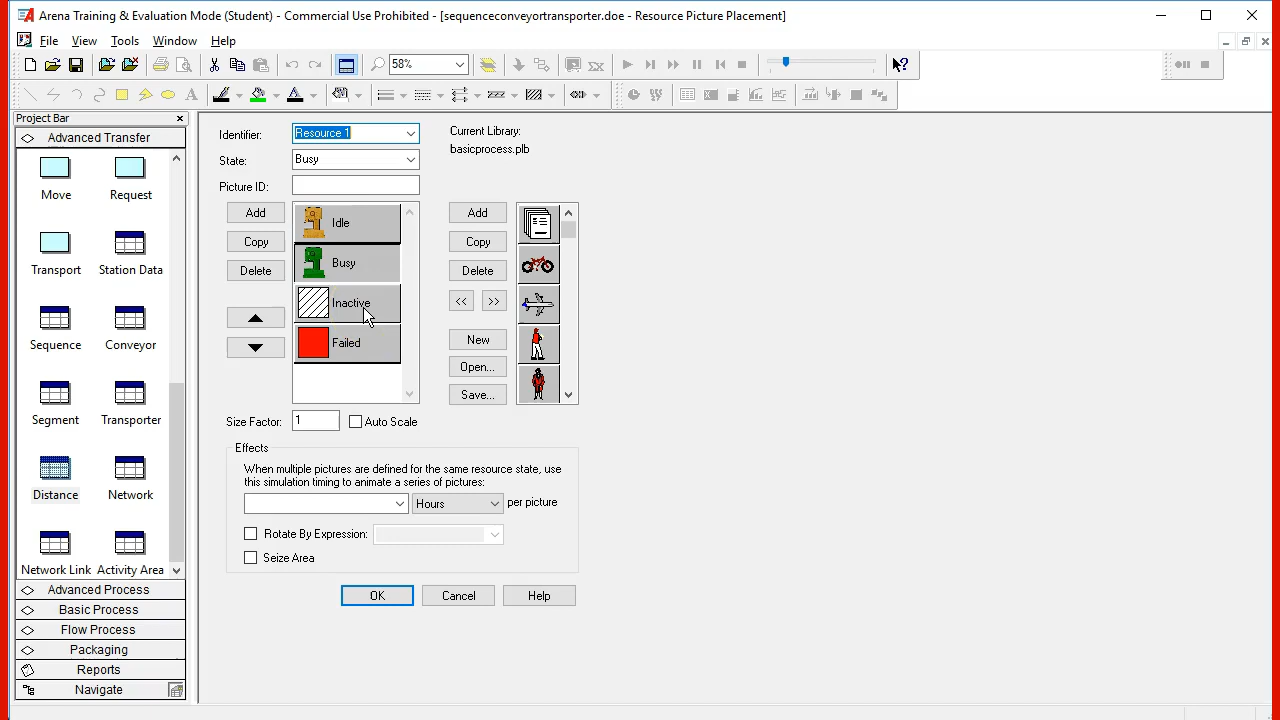 Arena Training & Evaluation Mode (Student) - Commercial Use Prohibited - [sequenceconveyortransporter.doe - Resource Picture Placement]
File View Tools Window Help
58%
Project Bar
Advanced Transfer
Move Request
Transport Station Data
Sequence Conveyor
Segment Transporter
Distance Network
Network Link Activity Area
Advanced Process
Basic Process
Flow Process
Packaging
Reports
Navigate
Identifier: Resource 1
State: Busy
Picture ID:
Current Library:
basicprocess.plb
Add
Copy
Delete
Idle
Busy
Inactive
Failed
Add
Copy
Delete
<< >>
New
Open...
Save...
Size Factor: 1 Auto Scale
Effects
When multiple pictures are defined for the same resource state, use
this simulation timing to animate a series of pictures:
Hours per picture
Rotate By Expression:
Seize Area
OK Cancel Help